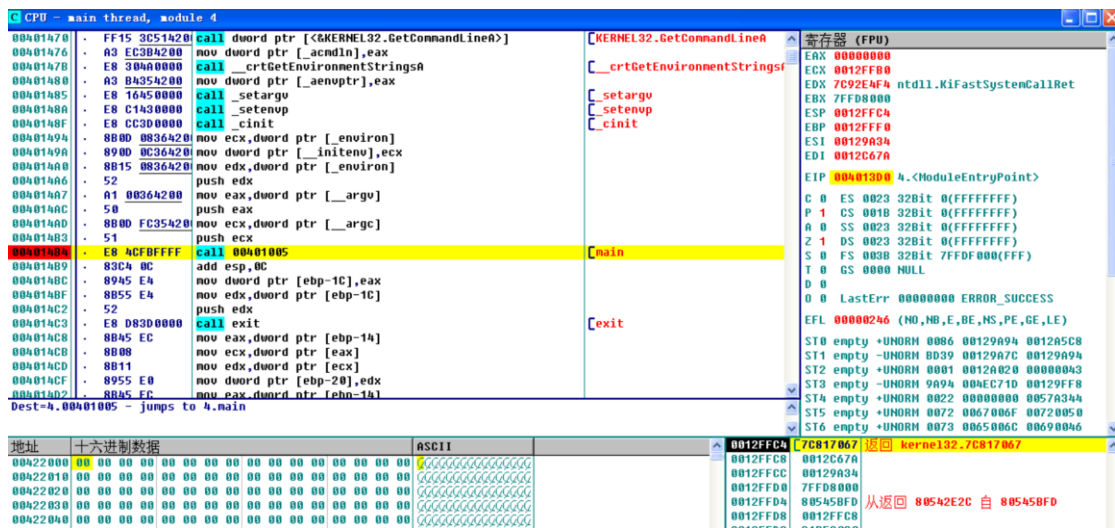 CPU - main thread, module 4
00401470 . FF15 3C51420 call dword ptr [<&KERNEL32.GetCommandLineA>] [KERNEL32.GetCommandLineA
00401476 . A3 EC3B4200 mov dword ptr [_acmdln],eax
0040147B . E8 304A0000 call __crtGetEnvironmentStringsA [__crtGetEnvironmentStringsA
00401480 . A3 B4354200 mov dword ptr [_aenvptr],eax
00401485 . E8 16450000 call _setargv [_setargv
0040148A . E8 C1430000 call _setenvp [_setenvp
0040148F . E8 CC3D0000 call _cinit [_cinit
00401494 . 8B0D 0836420 mov ecx,dword ptr [_environ]
0040149A . 890D 0C36420 mov dword ptr [__initenv],ecx
004014A0 . 8B15 0836420 mov edx,dword ptr [_environ]
004014A6 . 52 push edx
004014A7 . A1 00364200 mov eax,dword ptr [__argv]
004014AC . 50 push eax
004014AD . 8B0D FC35420 mov ecx,dword ptr [__argc]
004014B3 . 51 push ecx
004014B4 . E8 4CFBFFFF call 00401005 [main
004014B9 . 83C4 0C add esp,0C
004014BC . 8945 E4 mov dword ptr [ebp-1C],eax
004014BF . 8B55 E4 mov edx,dword ptr [ebp-1C]
004014C2 . 52 push edx
004014C3 . E8 D83D0000 call exit [exit
004014C8 . 8B45 EC mov eax,dword ptr [ebp-14]
004014CB . 8B08 mov ecx,dword ptr [eax]
004014CD . 8B11 mov edx,dword ptr [ecx]
004014CF . 8955 E0 mov dword ptr [ebp-20],edx
004014D2 . 8B45 EC mov eax,dword ptr [ebp-14]
Dest=4.00401005 - jumps to 4.main
寄存器 (FPU)
EAX 00000000
ECX 0012FFB0
EDX 7C92E4F4 ntdll.KiFastSystemCallRet
EBX 7FFD8000
ESP 0012FFC4
EBP 0012FFF0
ESI 00129A34
EDI 0012C67A
EIP 004013D0 4.<ModuleEntryPoint>
C 0 ES 0023 32Bit 0(FFFFFFFF)
P 1 CS 001B 32Bit 0(FFFFFFFF)
A 0 SS 0023 32Bit 0(FFFFFFFF)
Z 1 DS 0023 32Bit 0(FFFFFFFF)
S 0 FS 003B 32Bit 7FFDF000(FFF)
T 0 GS 0000 NULL
D 0
O 0 LastErr 00000000 ERROR_SUCCESS
EFL 00000246 (NO,NB,E,BE,NS,PE,GE,LE)
ST0 empty +UNORM 0086 00129A94 0012A5C8
ST1 empty -UNORM BD39 00129A7C 00129A94
ST2 empty +UNORM 0001 0012A020 00000043
ST3 empty -UNORM 9A94 004EC71D 00129FF8
ST4 empty +UNORM 0022 00000000 0057A344
ST5 empty +UNORM 0072 0067006F 00720050
ST6 empty +UNORM 0073 0065006C 00690046
地址 十六进制数据 ASCII
00422000 00 00 00 00 00 00 00 00 00 00 00 00 00 00 00 00
00422010 00 00 00 00 00 00 00 00 00 00 00 00 00 00 00 00
00422020 00 00 00 00 00 00 00 00 00 00 00 00 00 00 00 00
00422030 00 00 00 00 00 00 00 00 00 00 00 00 00 00 00 00
00422040 00 00 00 00 00 00 00 00 00 00 00 00 00 00 00 00
0012FFC4 [7C817067 返回 kernel32.7C817067
0012FFC8 0012C67A
0012FFCC 00129A34
0012FFD0 7FFD8000
0012FFD4 80545BFD 从返回 80542E2C 自 80545BFD
0012FFD8 0012FFC8